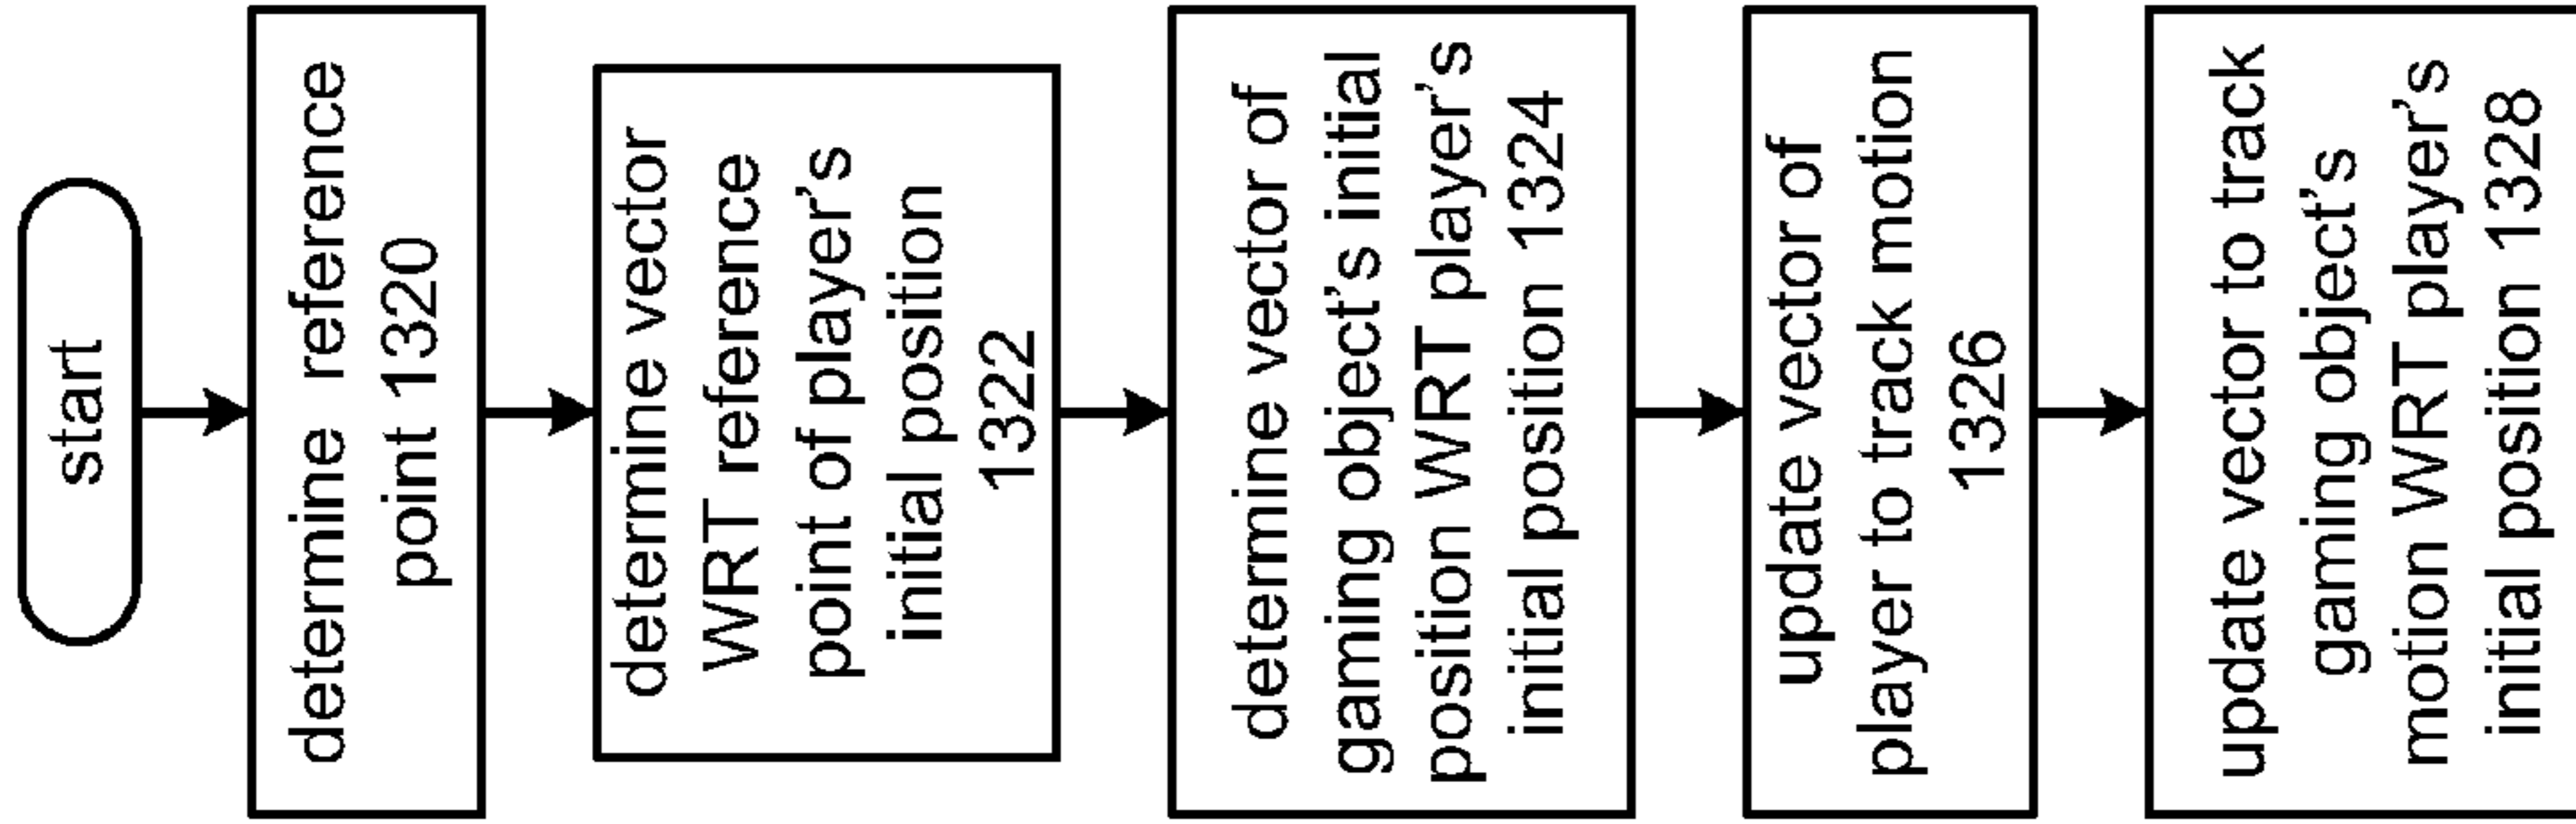 start
determine reference
point 1320
determine vector
WRT reference
point of player's
initial position
1322
determine vector of
gaming object's initial
position WRT player's
initial position 1324
update vector of
player to track motion
1326
update vector to track
gaming object's
motion WRT player's
initial position 1328